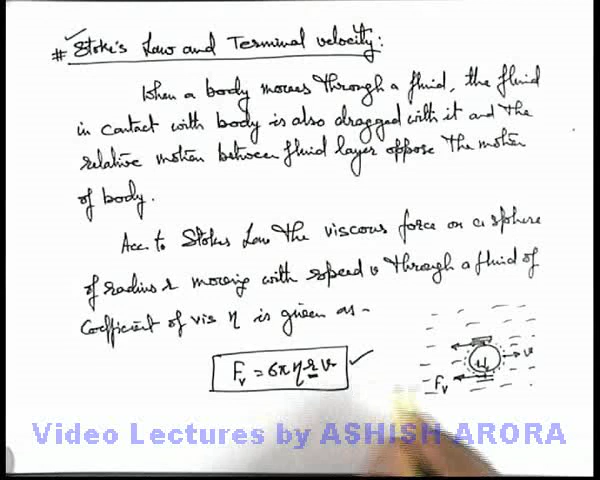 # Stoke's Law and Terminal velocity:
When a body moves through a fluid, the fluid
in contact with body is also dragged with it and the
relative motion between fluid layer oppose the motion
of body.
Acc. to Stokes Law the viscous force on a sphere
of radius r moving with speed v through a fluid of
coefficient of vis η is given as–
F_v = 6πηrv
v
F_v
Video Lectures by ASHISH ARORA